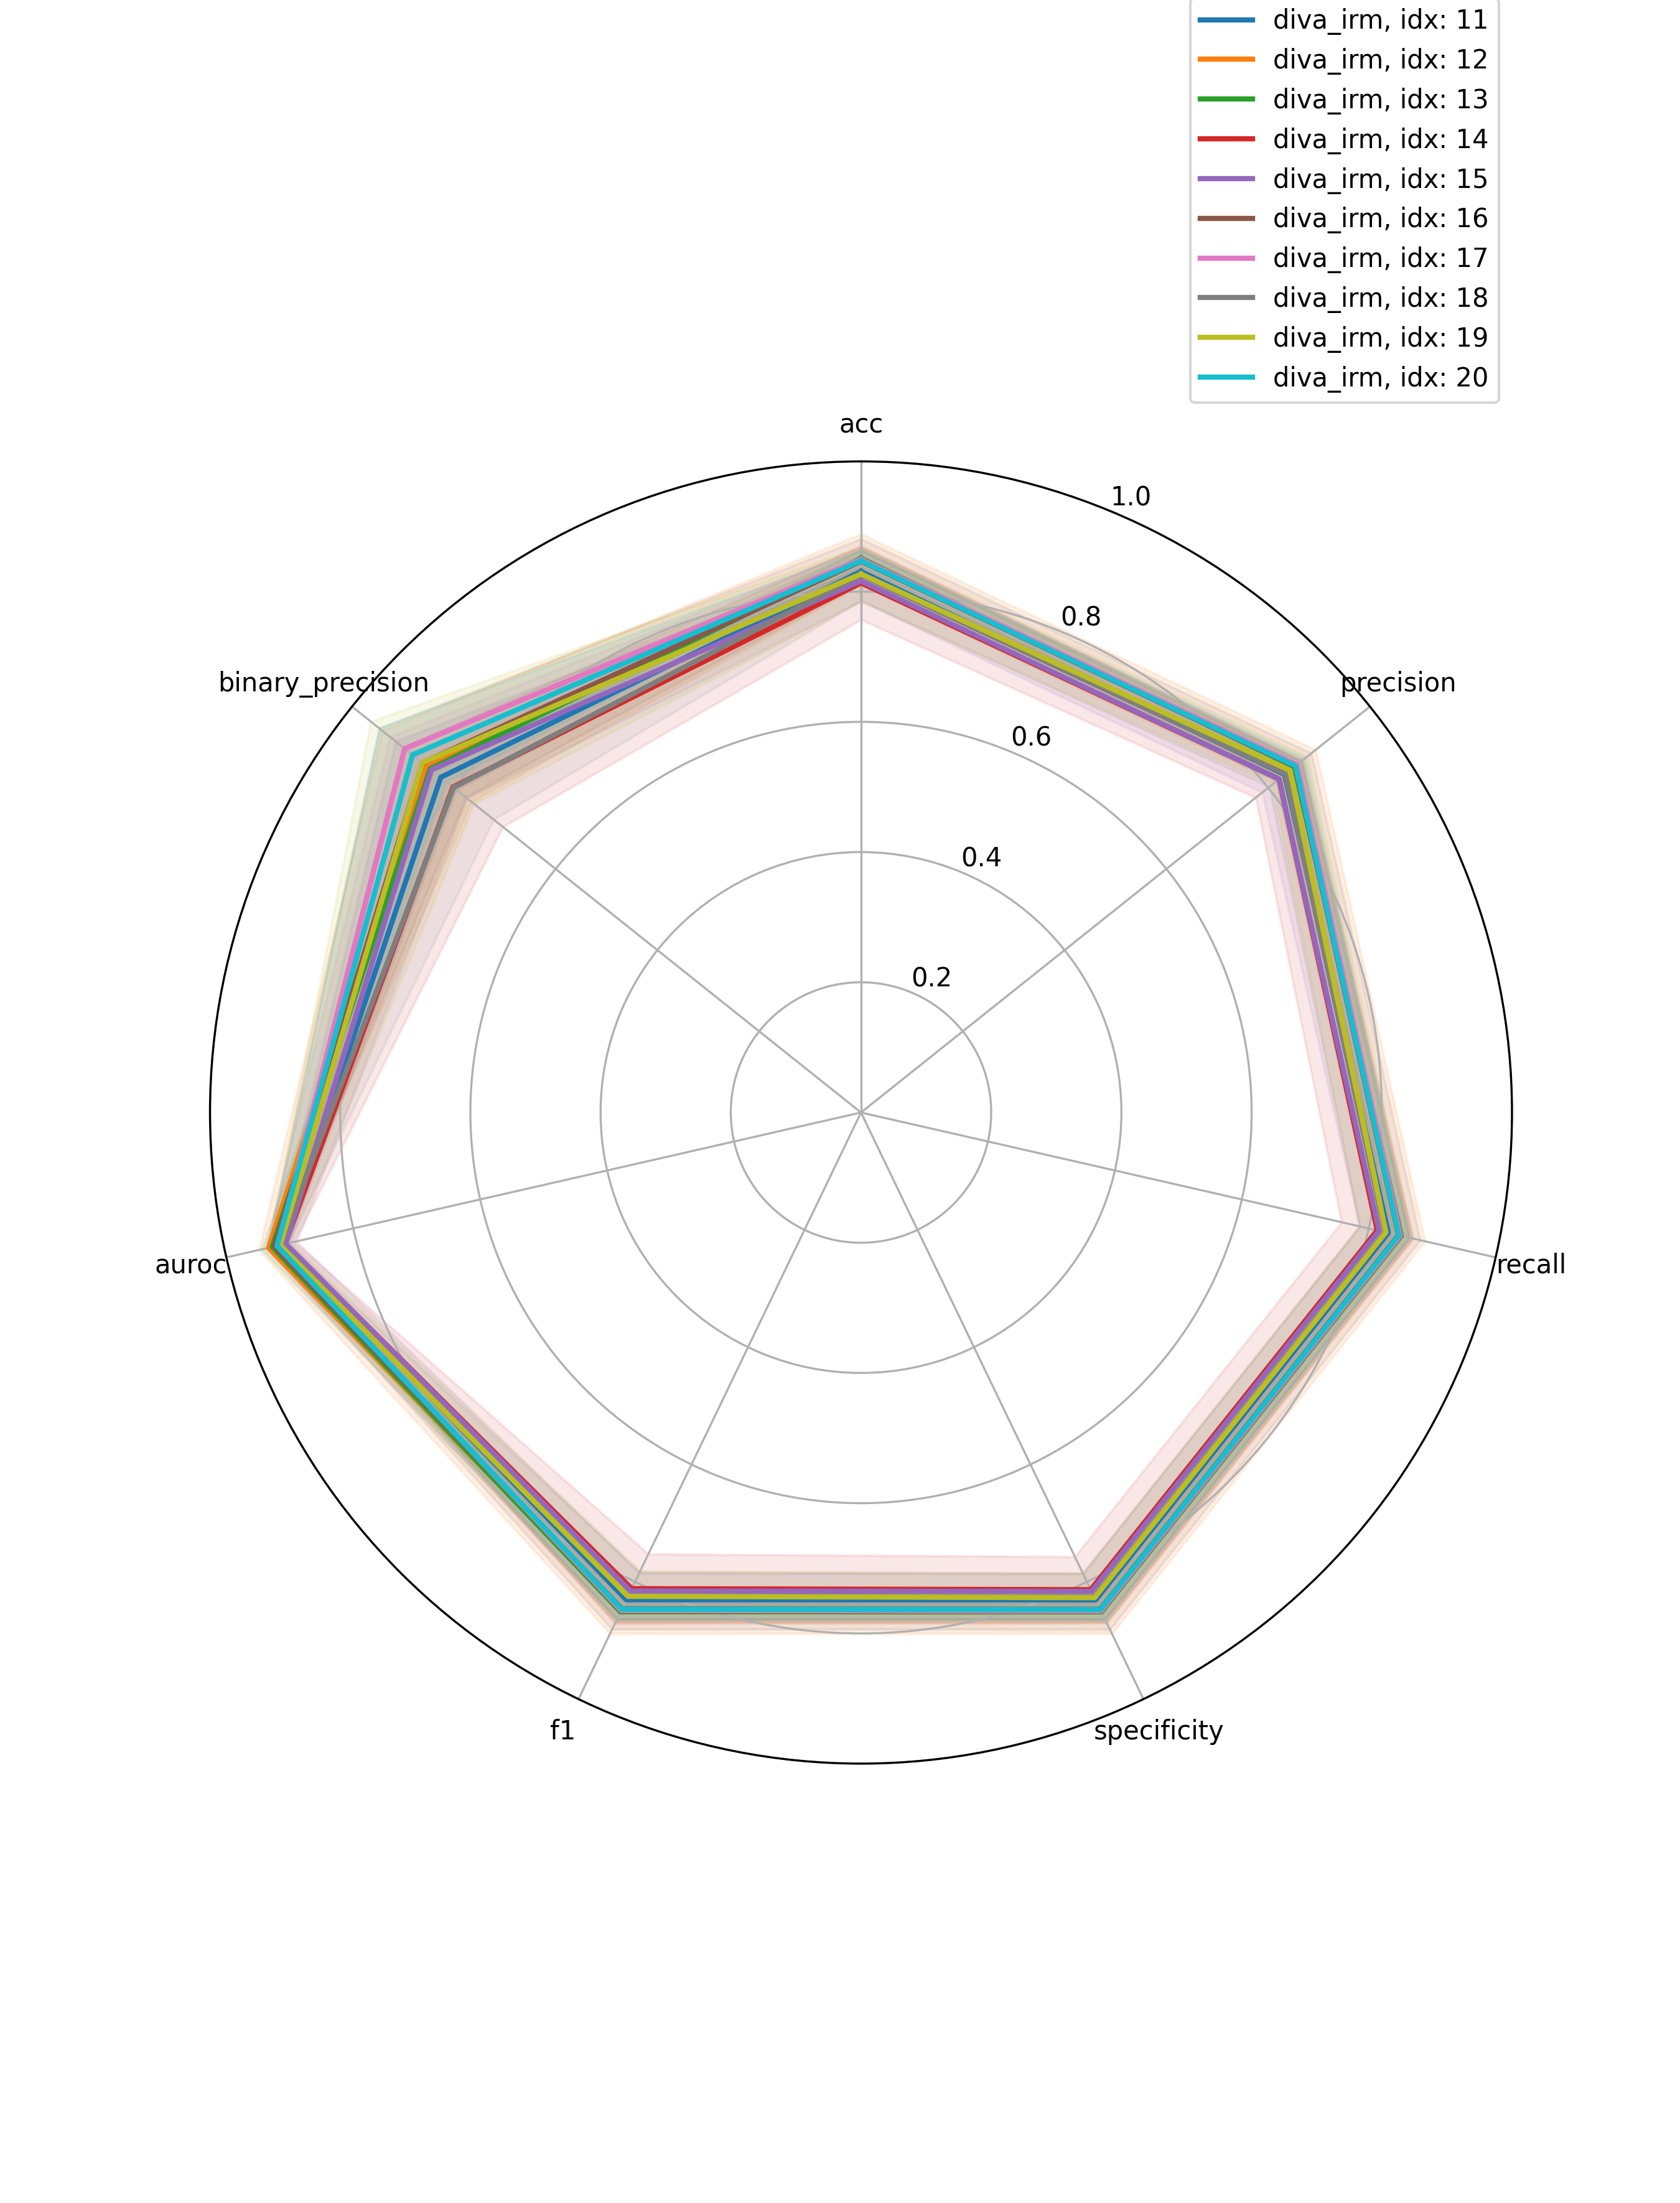 diva_irm, idx: 11
diva_irm, idx: 12
diva_irm, idx: 13
diva_irm, idx: 14
diva_irm, idx: 15
diva_irm, idx: 16
diva_irm, idx: 17
diva_irm, idx: 18
diva_irm, idx: 19
diva_irm, idx: 20
acc
1.0
0.8
binary_precision
precision
0.6
0.4
0.2
auroc
recall
f1
specificity